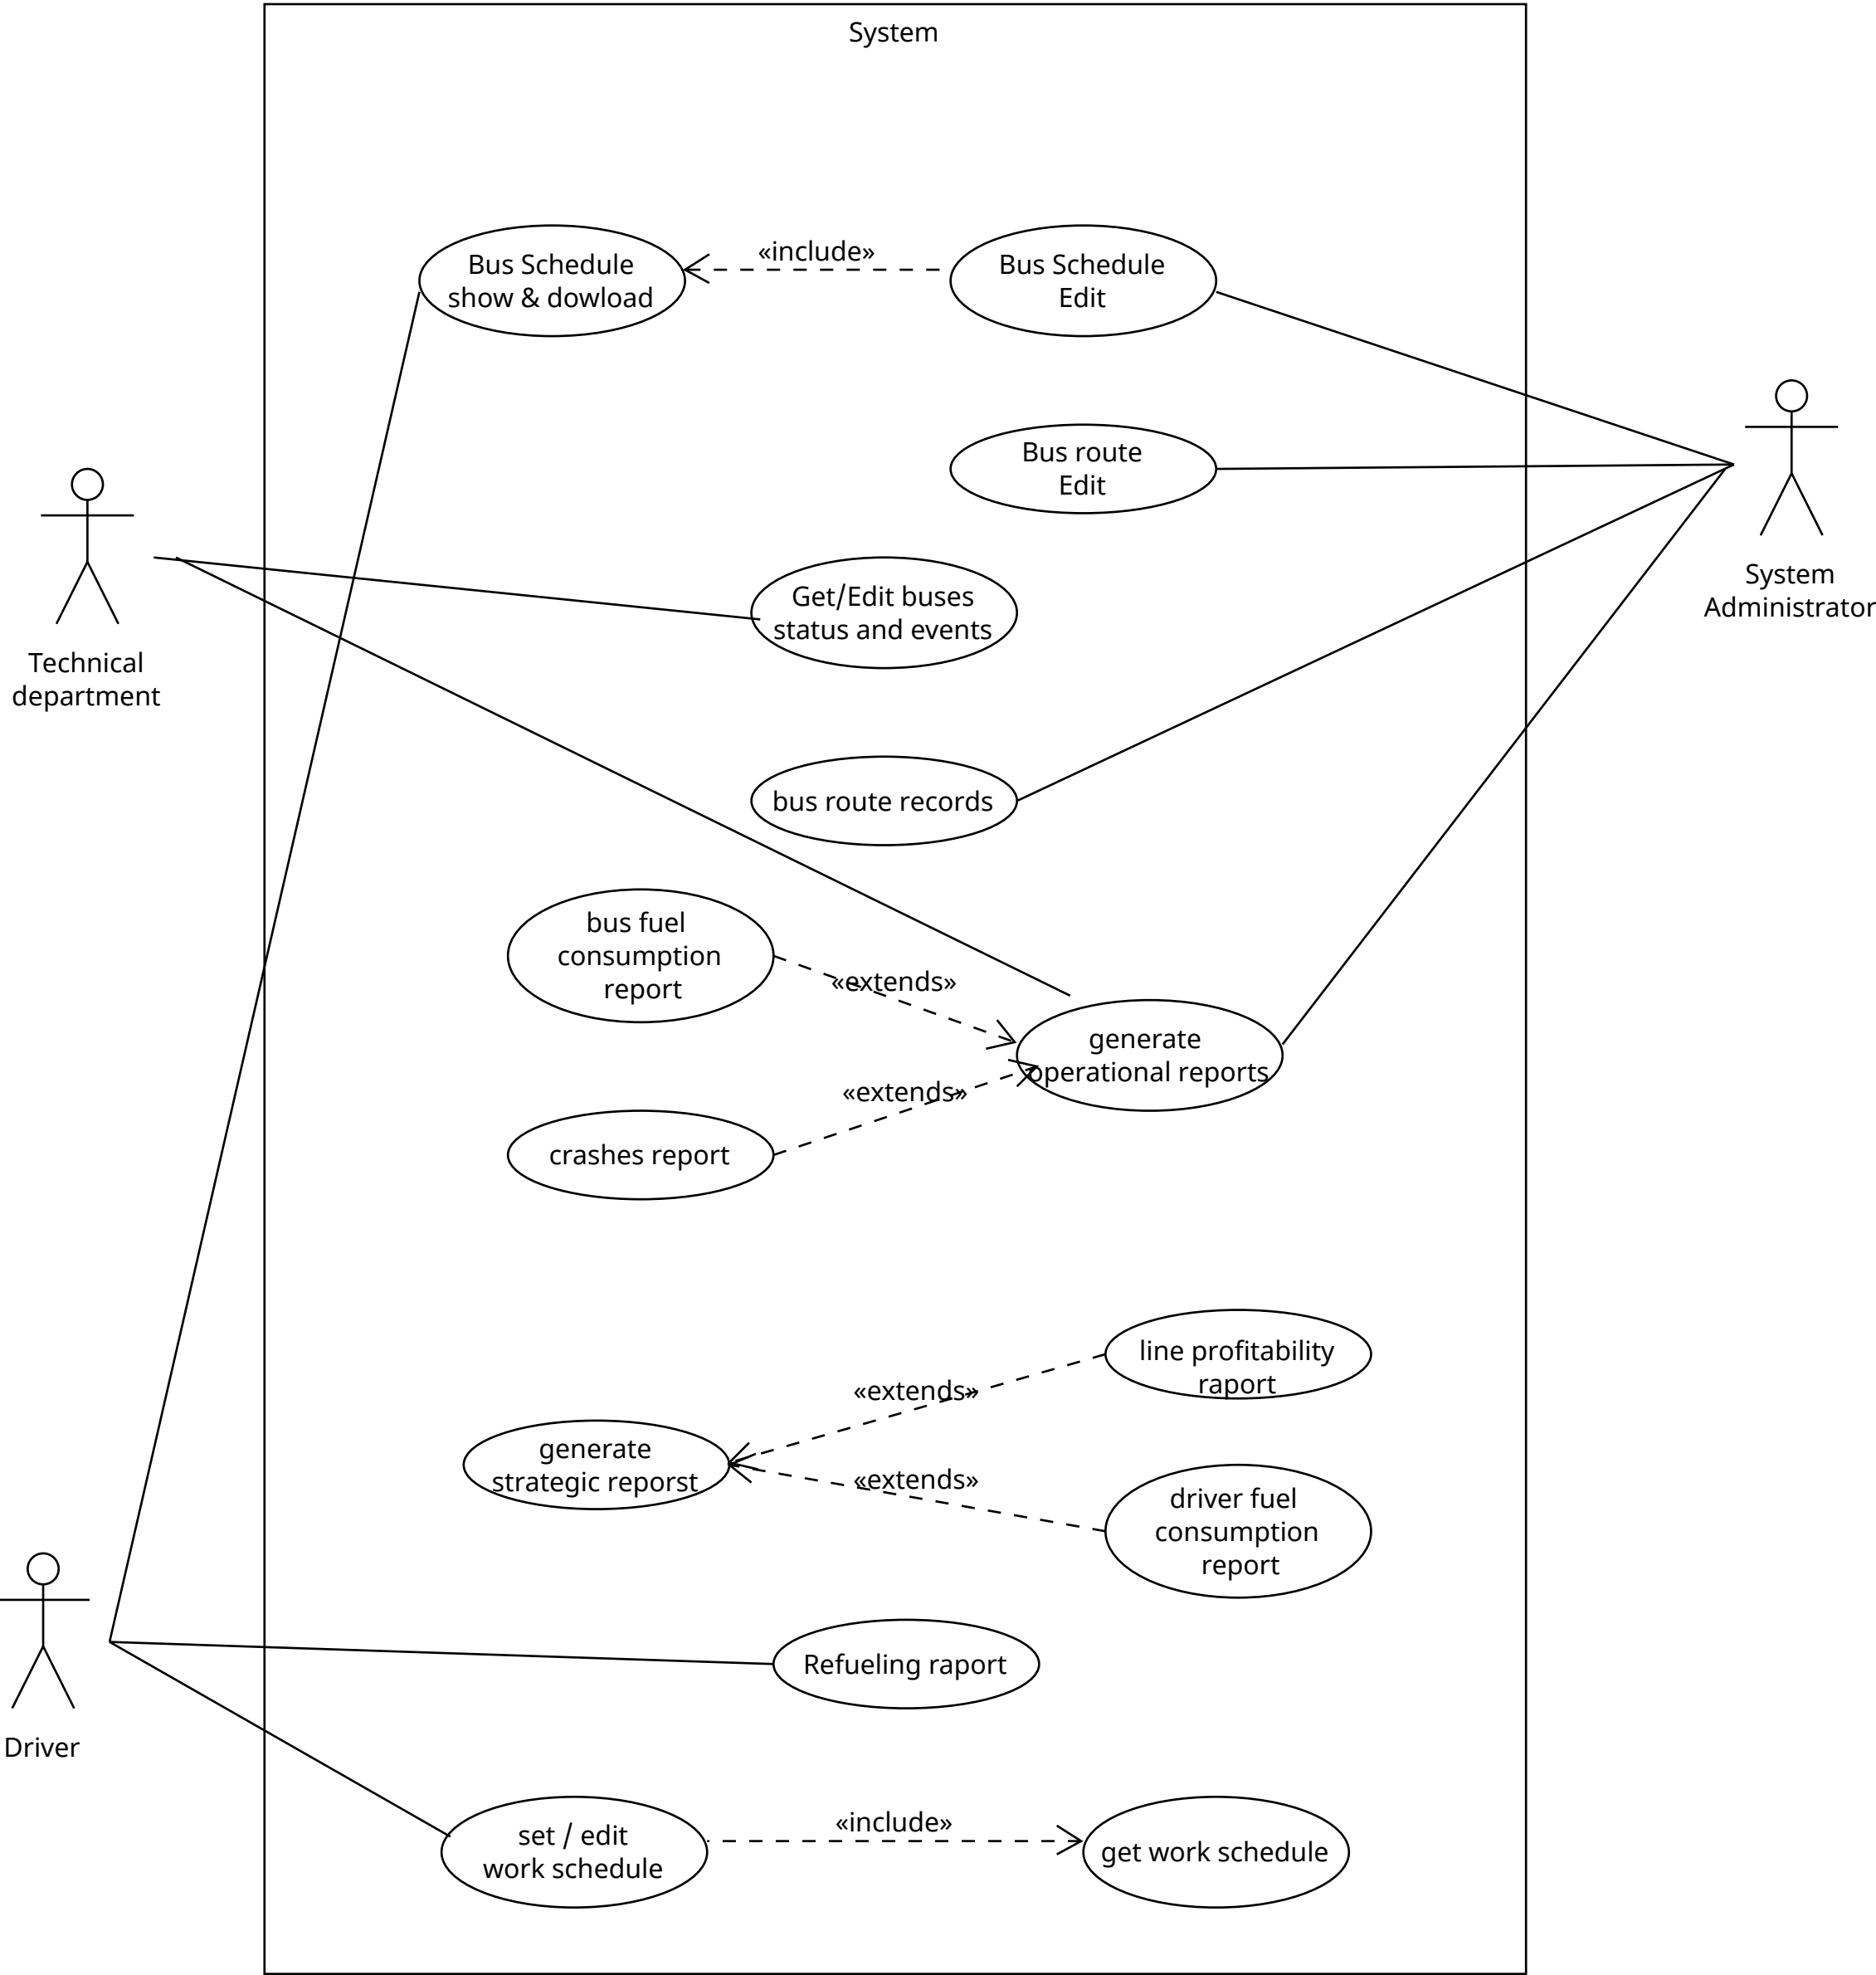 System
Bus Schedule
show & dowload
«include»
Bus Schedule
Edit
Bus route
Edit
System
Administrator
Technical
department
Get/Edit buses
status and events
bus route records
bus fuel
consumption
report
«extends»
generate
operational reports
«extends»
crashes report
line profitability
raport
«extends»
generate
strategic reporst
«extends»
driver fuel
consumption
report
Refueling raport
Driver
set / edit
work schedule
«include»
get work schedule